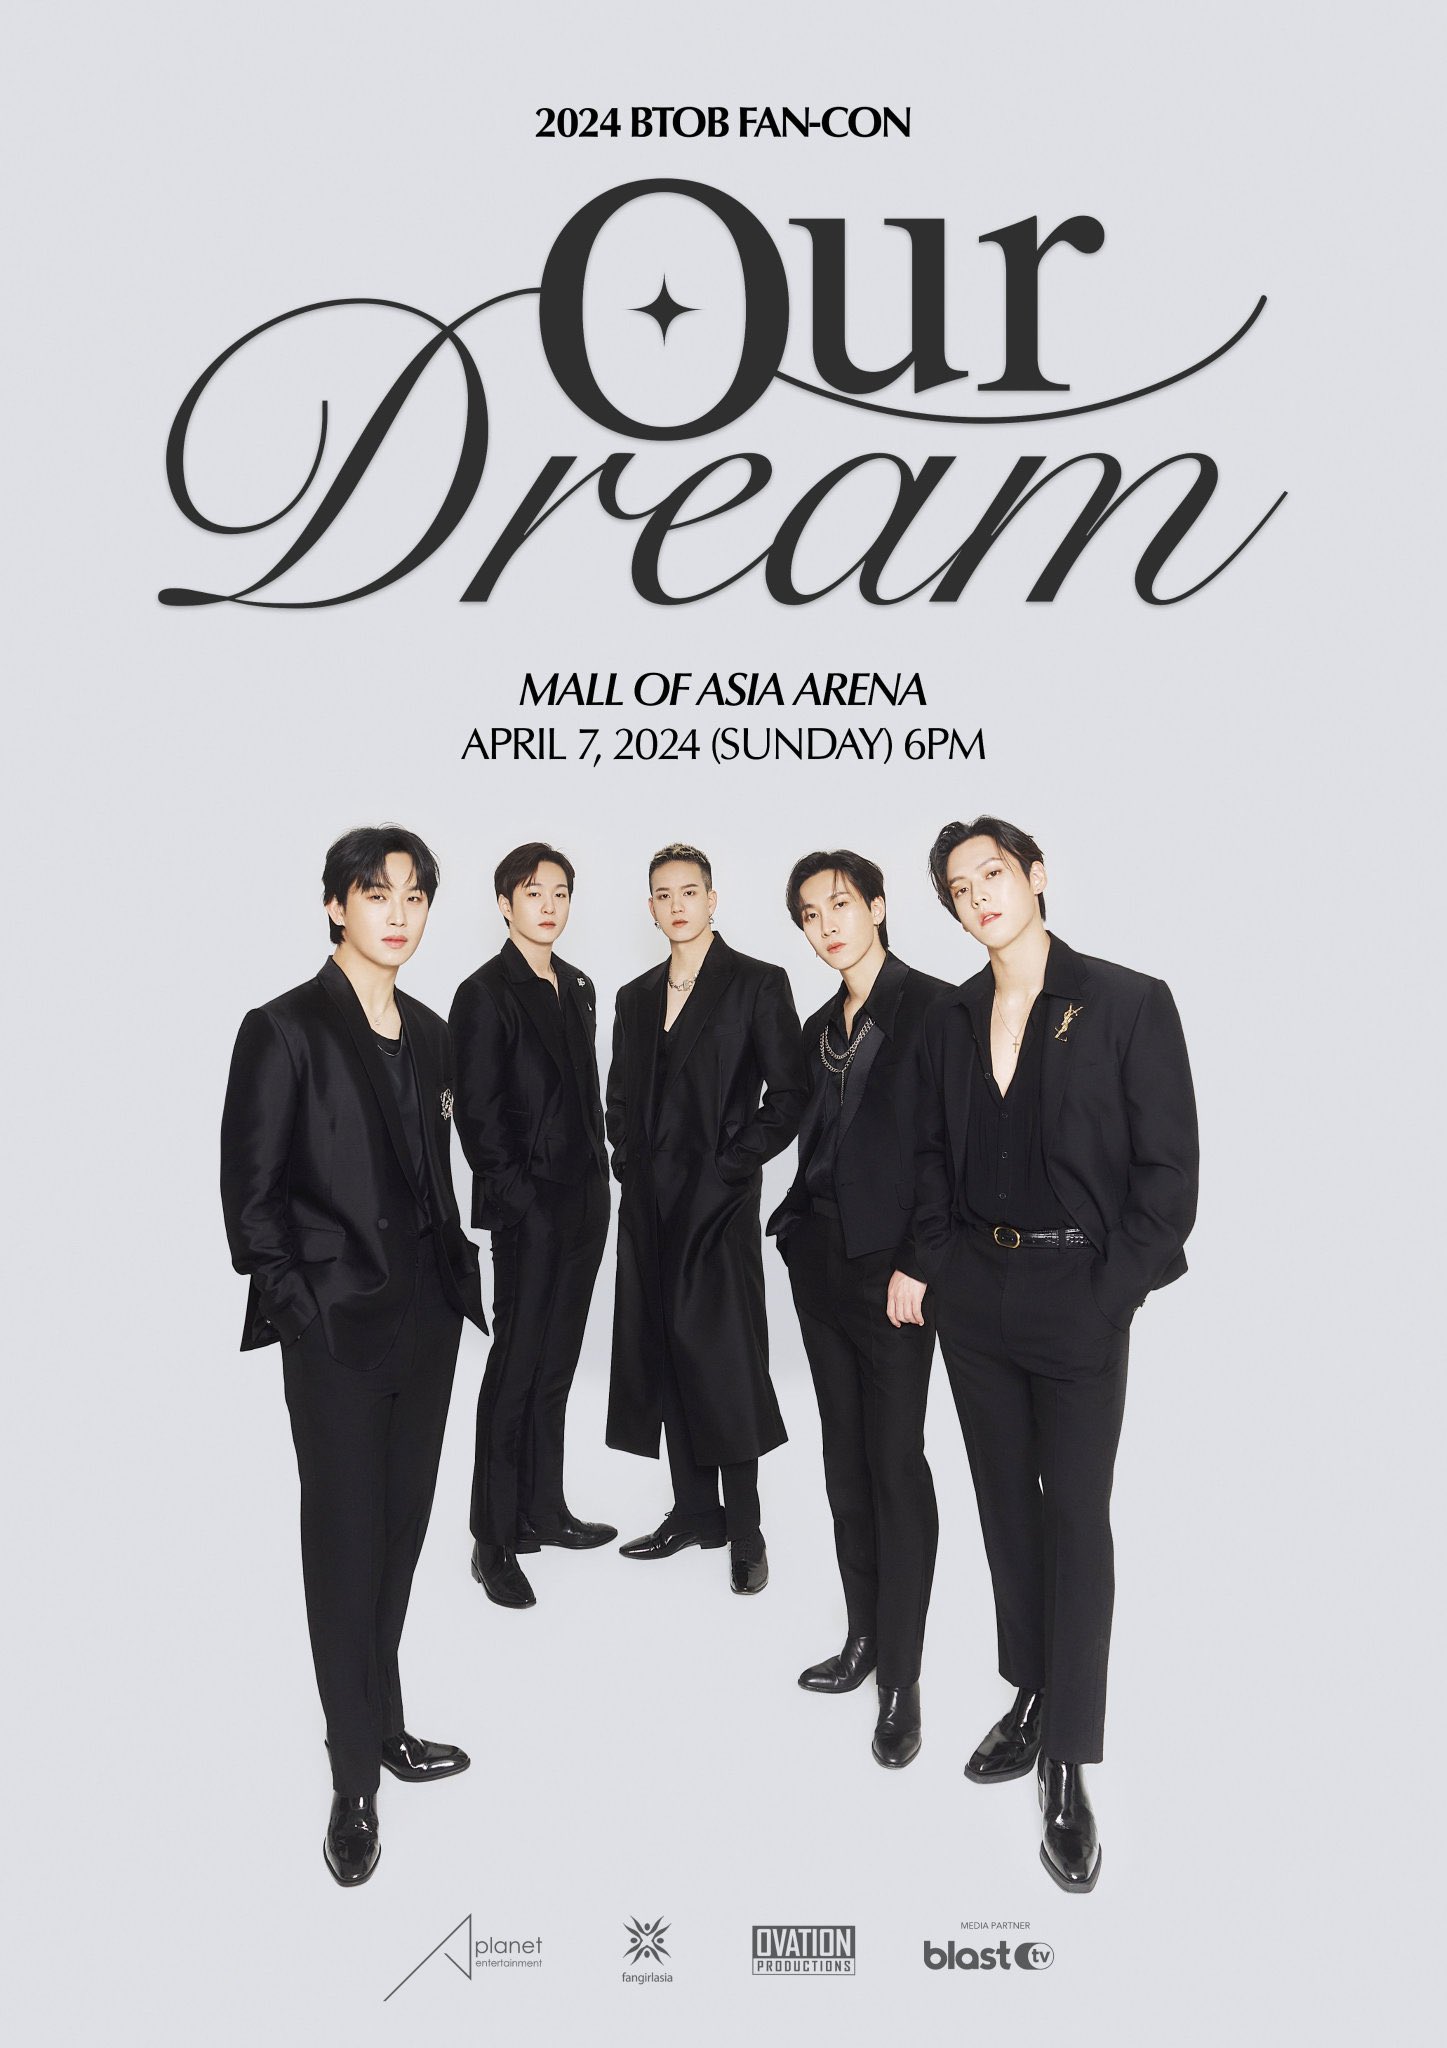 2024 BTOB FAN-CON
Our
Dream
MALL OF ASIA ARENA
APRIL 7, 2024 (SUNDAY) 6PM
planet
entertainment
fangirlasia
OVATION
PRODUCTIONS
MEDIA PARTNER
blast tv